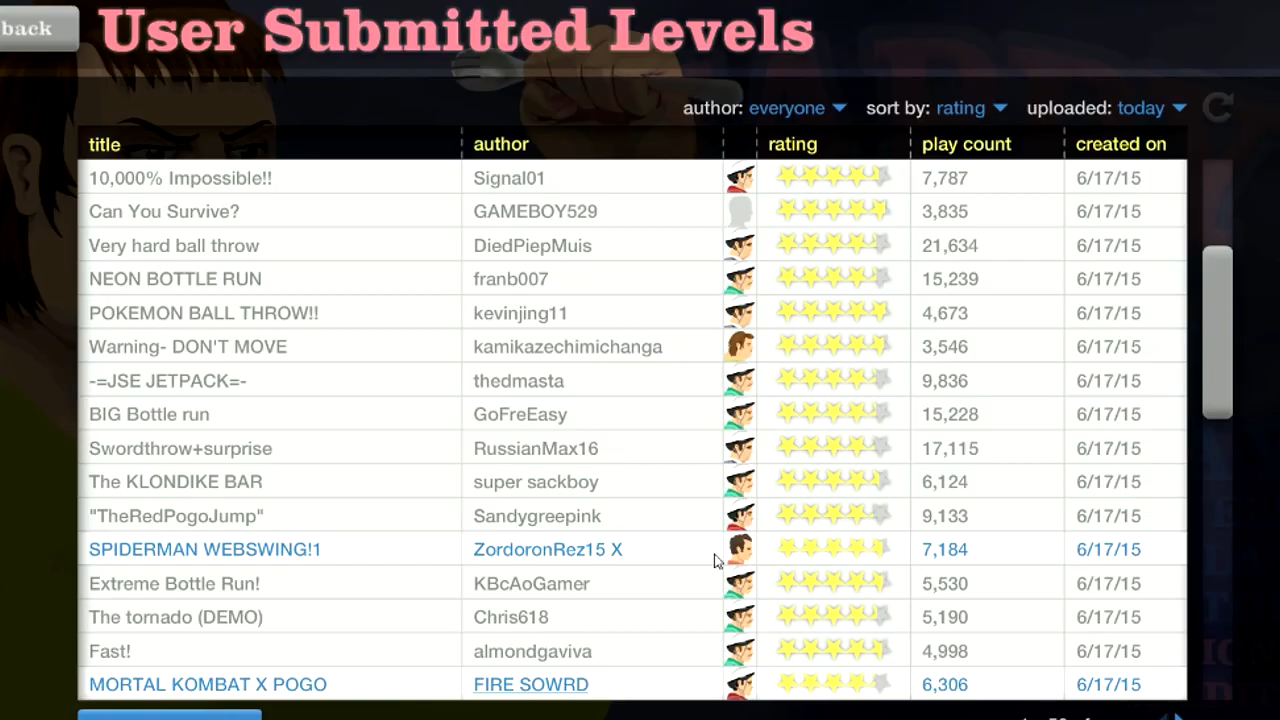 back
User Submitted Levels
author: everyone sort by: rating uploaded: today
title author rating play count created on
10,000% Impossible!! Signal01 7,787 6/17/15
Can You Survive? GAMEBOY529 3,835 6/17/15
Very hard ball throw DiedPiepMuis 21,634 6/17/15
NEON BOTTLE RUN franb007 15,239 6/17/15
POKEMON BALL THROW!! kevinjing11 4,673 6/17/15
Warning- DON'T MOVE kamikazechimichanga 3,546 6/17/15
-=JSE JETPACK=- thedmasta 9,836 6/17/15
BIG Bottle run GoFreEasy 15,228 6/17/15
Swordthrow+surprise RussianMax16 17,115 6/17/15
The KLONDIKE BAR super sackboy 6,124 6/17/15
"TheRedPogoJump" Sandygreepink 9,133 6/17/15
SPIDERMAN WEBSWING!1 ZordoronRez15 X 7,184 6/17/15
Extreme Bottle Run! KBcAoGamer 5,530 6/17/15
The tornado (DEMO) Chris618 5,190 6/17/15
Fast! almondgaviva 4,998 6/17/15
MORTAL KOMBAT X POGO FIRE SOWRD 6,306 6/17/15